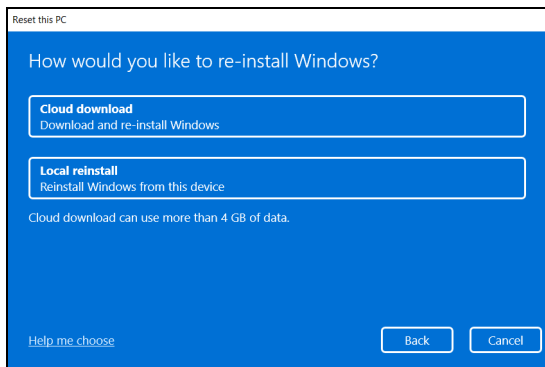 Reset this PC
How would you like to re-install Windows?
Cloud download
Download and re-install Windows
Local reinstall
Reinstall Windows from this device
Cloud download can use more than 4 GB of data.
Help me choose
Back
Cancel